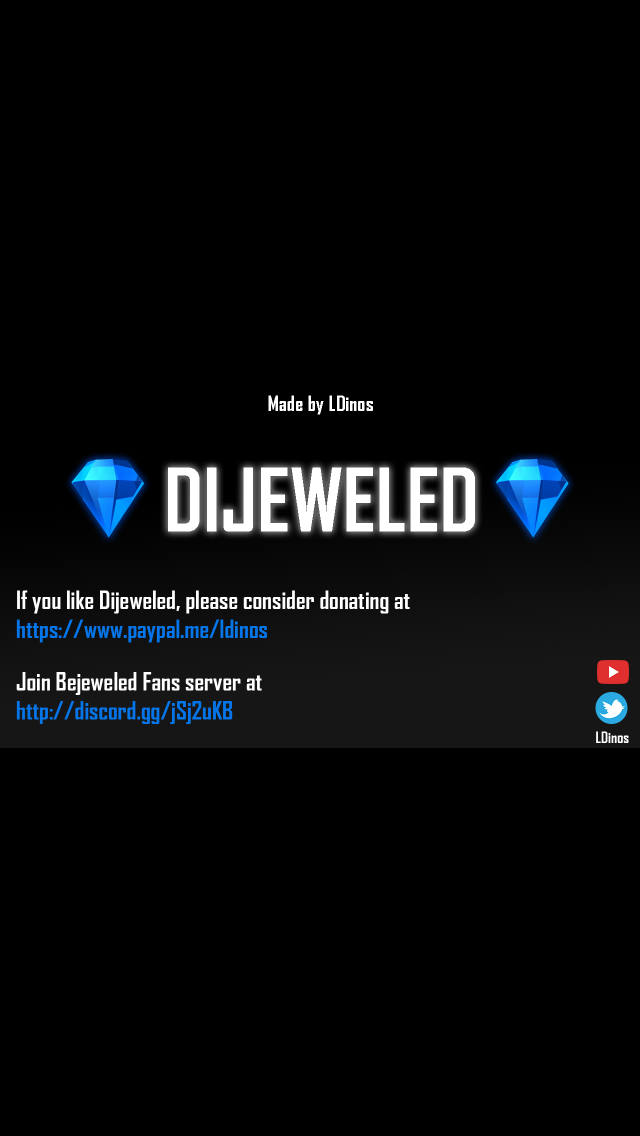 Made by LDinos
DIJEWELED
If you like Dijeweled, please consider donating at
https://www.paypal.me/ldinos
Join Bejeweled Fans server at
http://discord.gg/jSj2uKB
LDinos